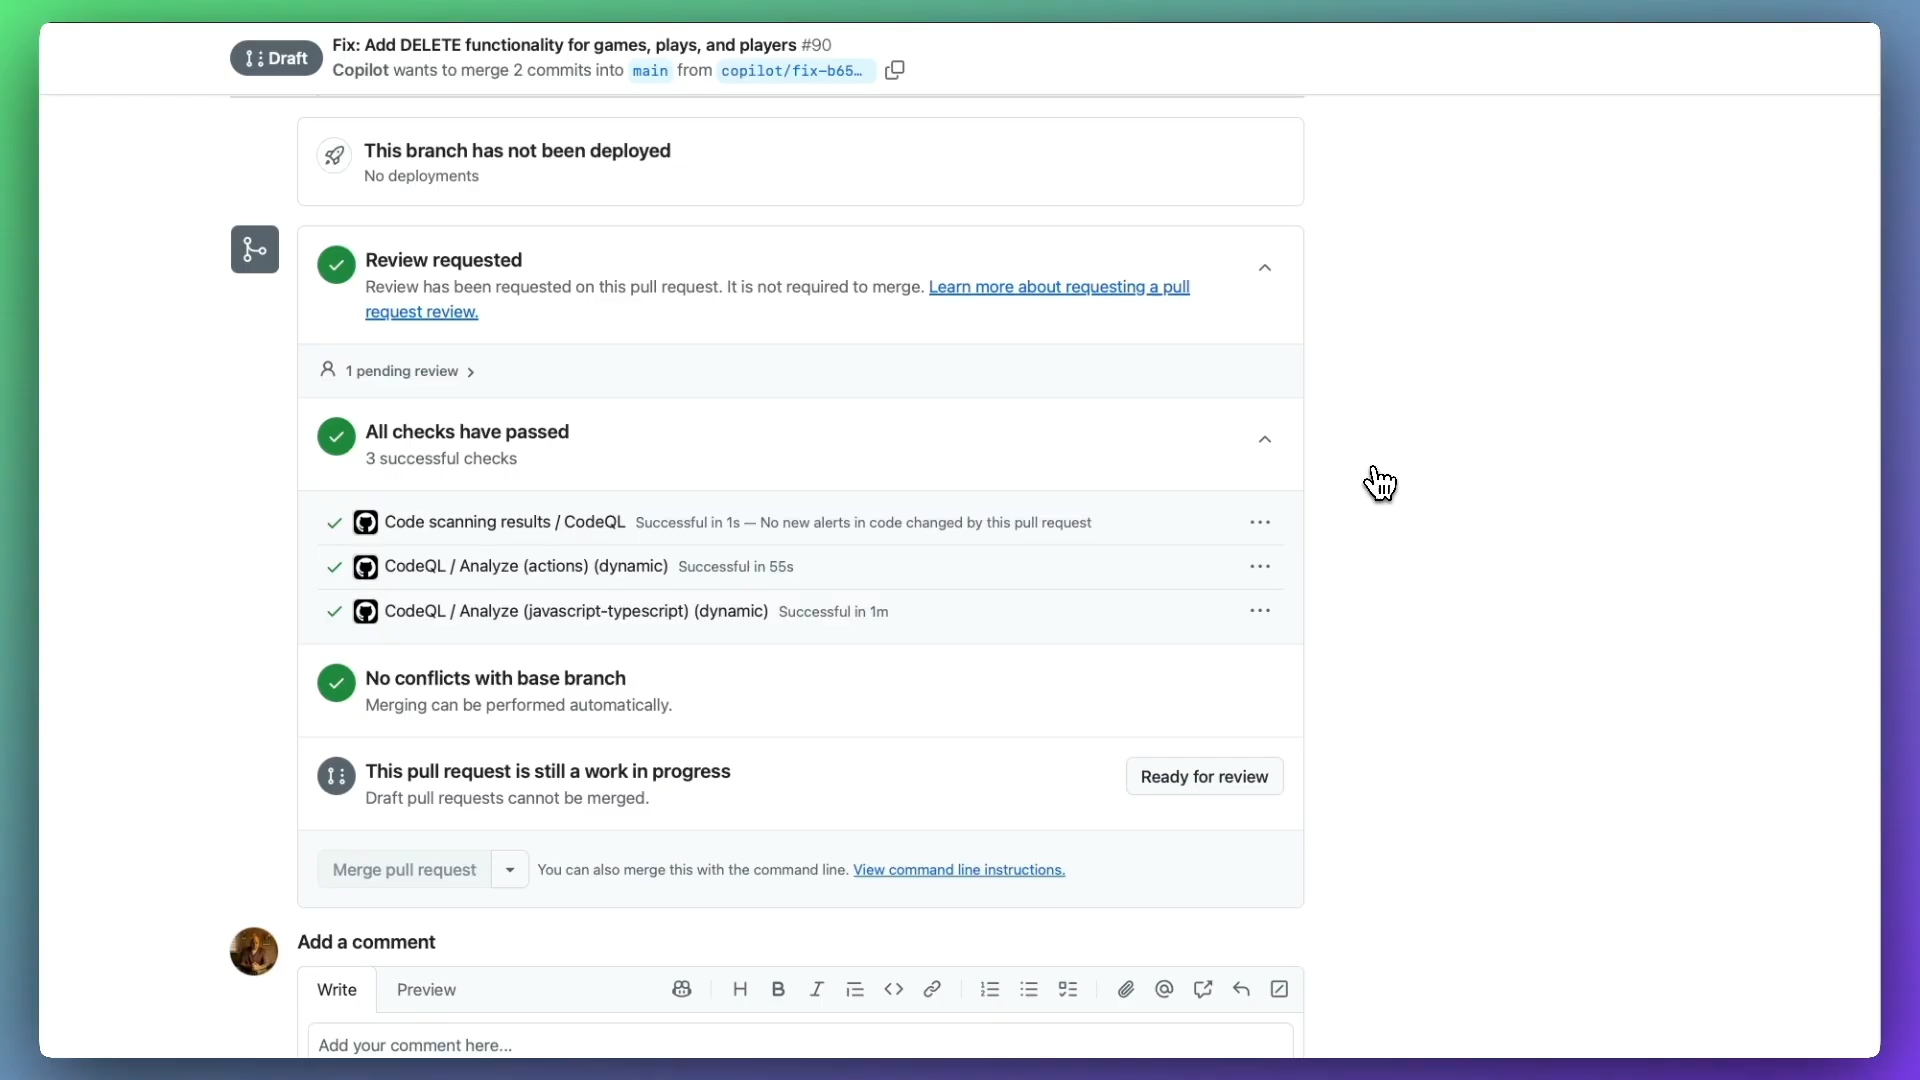 Draft
Fix: Add DELETE functionality for games, plays, and players #90
Copilot wants to merge 2 commits into main from copilot/fix-b65…
This branch has not been deployed
No deployments
Review requested
Review has been requested on this pull request. It is not required to merge. Learn more about requesting a pull
request review.
1 pending review
All checks have passed
3 successful checks
Code scanning results / CodeQL Successful in 1s — No new alerts in code changed by this pull request
CodeQL / Analyze (actions) (dynamic) Successful in 55s
CodeQL / Analyze (javascript-typescript) (dynamic) Successful in 1m
No conflicts with base branch
Merging can be performed automatically.
This pull request is still a work in progress
Draft pull requests cannot be merged.
Ready for review
Merge pull request
You can also merge this with the command line. View command line instructions.
Add a comment
Write
Preview
Add your comment here...